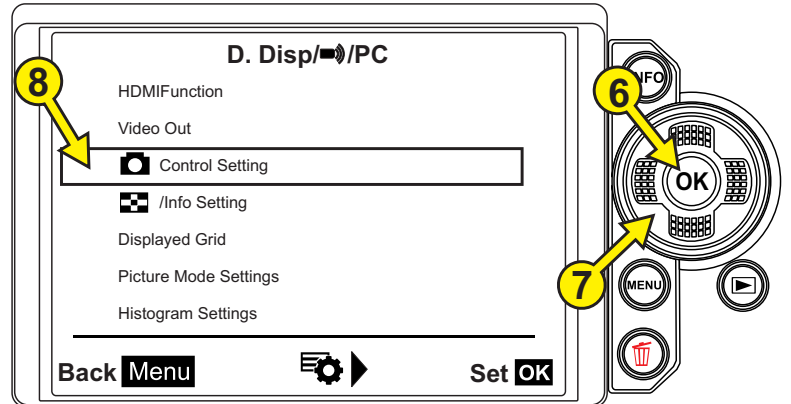 D. Disp/ /PC
8
HDMIFunction
Video Out
Control Setting
/Info Setting
Displayed Grid
Picture Mode Settings
Histogram Settings
Back Menu
Set OK
NFO
6
OK
7
MENU